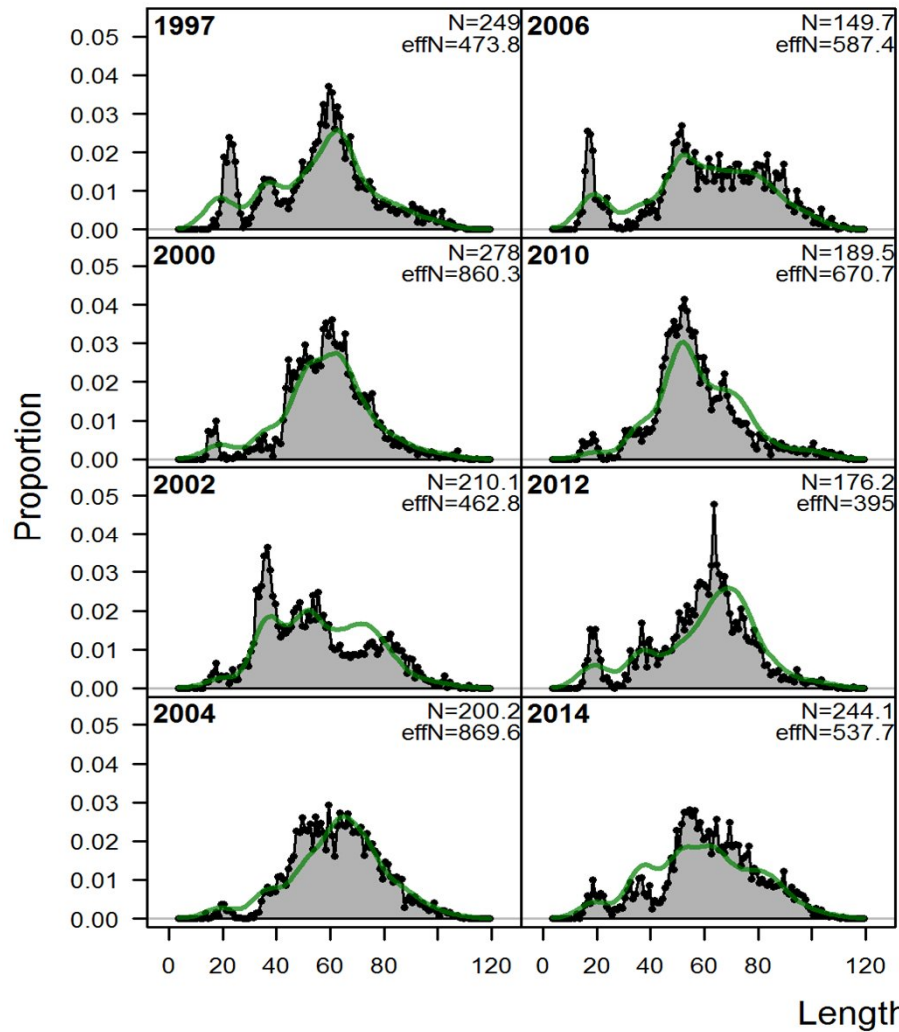 1997
N=249
effN=473.8
2006
N=149.7
effN=587.4
0.05
0.04
0.03
0.02
0.01
0.00
2000
N=278
effN=860.3
2010
N=189.5
effN=670.7
0.05
0.04
0.03
0.02
0.01
0.00
2002
N=210.1
effN=462.8
2012
N=176.2
effN=395
0.05
0.04
0.03
0.02
0.01
0.00
2004
N=200.2
effN=869.6
2014
N=244.1
effN=537.7
0.05
0.04
0.03
0.02
0.01
0.00
Proportion
0 20 40 60 80 120
0 20 40 60 80 120
Length